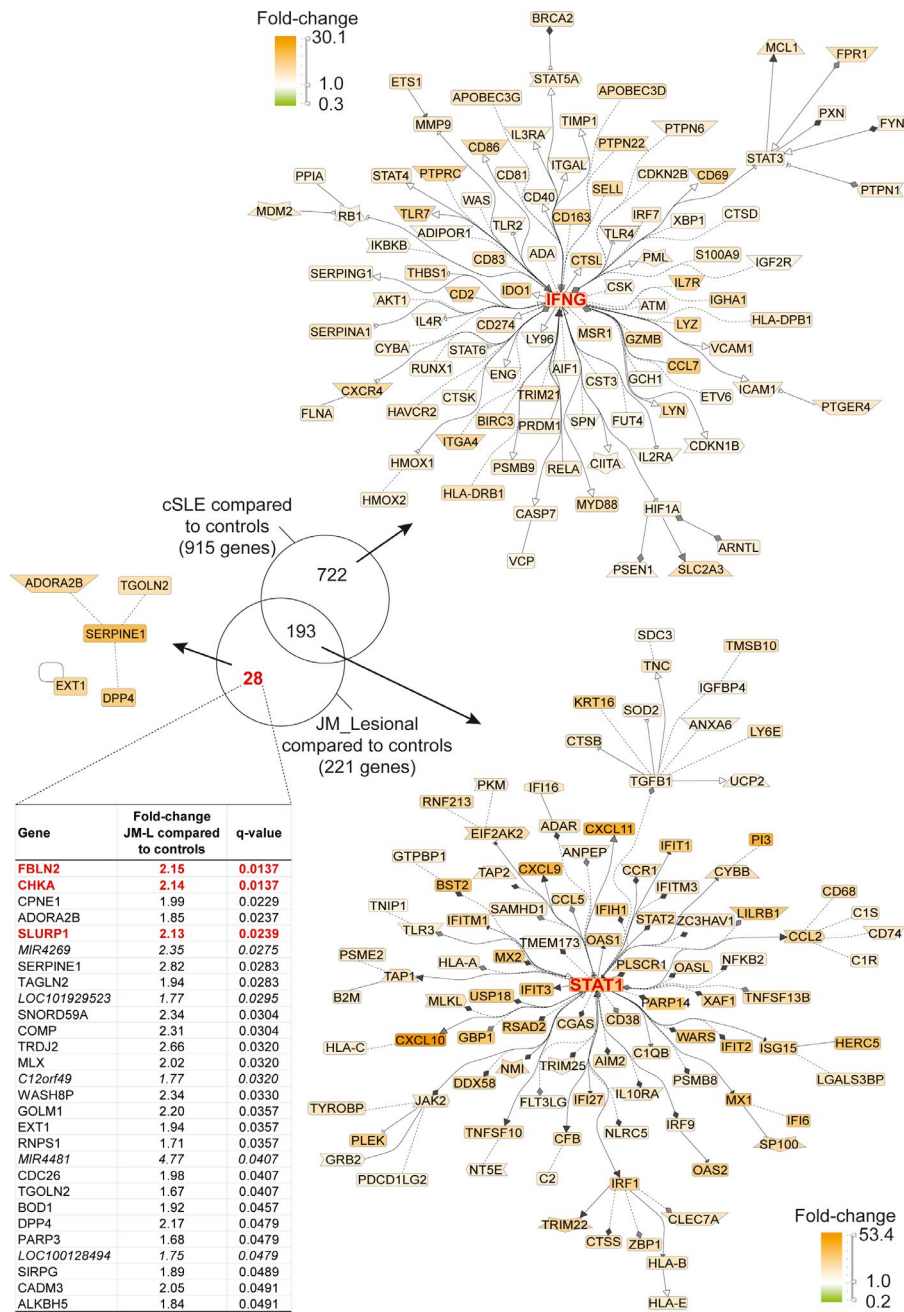 Fold-change
30.1
1.0
0.3
BRCA2
STAT5A
MCL1
FPR1
PXN
FYN
STAT3
PTPN1
ETS1
MMP9
APOBEC3G
APOBEC3D
IL3RA
TIMP1
PTPN6
CD86
PTPN22
ITGAL
STAT4
PTPRC
CD81
CDKN2B
CD69
PPIA
WAS
CD40
SELL
MDM2
RB1
TLR7
TLR2
CD163
IRF7
XBP1
CTSD
ADIPOR1
TLR4
IKBKB
CD83
ADA
CTSL
PML
S100A9
IGF2R
SERPING1
THBS1
CSK
IL7R
AKT1
CD2
IDO1
IFNG
ATM
IGHA1
IL4R
CD274
MSR1
LYZ
HLA-DPB1
SERPINA1
LY96
GZMB
CYBA
STAT6
VCAM1
RUNX1
ENG
AIF1
CCL7
CXCR4
CTSK
CST3
GCH1
ICAM1
TRIM21
ETV6
PTGER4
FLNA
HAVCR2
BIRC3
PRDM1
SPN
FUT4
LYN
ITGA4
CDKN1B
HMOX1
PSMB9
RELA
CIITA
IL2RA
HMOX2
HLA-DRB1
CASP7
MYD88
HIF1A
VCP
ARNTL
PSEN1
SLC2A3
cSLE compared
to controls
(915 genes)
722
193
28
JM_Lesional
compared to controls
(221 genes)
ADORA2B
TGOLN2
SERPINE1
EXT1
DPP4
SDC3
TNC
TMSB10
IGFBP4
KRT16
SOD2
ANXA6
LY6E
CTSB
TGFB1
UCP2
PKM
IFI16
RNF213
EIF2AK2
ADAR
CXCL11
GTPBP1
ANPEP
IFIT1
PI3
TAP2
CXCL9
CCR1
CYBB
BST2
CCL5
IFITM3
CD68
TNIP1
SAMHD1
IFIH1
LILRB1
IFITM1
STAT2
ZC3HAV1
C1S
TLR3
OAS1
CCL2
CD74
TMEM173
NFKB2
PSME2
HLA-A
PLSCR1
OASL
C1R
TAP1
MX2
STAT1
B2M
IFIT3
PARP14
XAF1
TNFSF13B
MLKL
USP18
CGAS
CD38
CXCL10
GBP1
RSAD2
WARS
IFIT2
HERC5
HLA-C
C1QB
ISG15
NMI
TRIM25
AIM2
DDX58
PSMB8
LGALS3BP
TYROBP
JAK2
FLT3LG
IFI27
IL10RA
MX1
IFI6
PLEK
TNFSF10
CFB
NLRC5
IRF9
SP100
GRB2
NT5E
C2
OAS2
PDCD1LG2
IRF1
TRIM22
CLEC7A
CTSS
ZBP1
HLA-B
HLA-E
Fold-change
53.4
1.0
0.2
Gene Fold-change JM-L compared to controls q-value
FBLN2 2.15 0.0137
CHKA 2.14 0.0137
CPNE1 1.99 0.0229
ADORA2B 1.85 0.0237
SLURP1 2.13 0.0239
MIR4269 2.35 0.0275
SERPINE1 2.82 0.0283
TAGLN2 1.94 0.0283
LOC101929523 1.77 0.0295
SNORD59A 2.34 0.0304
COMP 2.31 0.0304
TRDJ2 2.66 0.0320
MLX 2.02 0.0320
C12orf49 1.77 0.0320
WASH8P 2.34 0.0330
GOLM1 2.20 0.0357
EXT1 1.94 0.0357
RNPS1 1.71 0.0357
MIR4481 4.77 0.0407
CDC26 1.98 0.0407
TGOLN2 1.67 0.0407
BOD1 1.92 0.0457
DPP4 2.17 0.0479
PARP3 1.68 0.0479
LOC100128494 1.75 0.0479
SIRPG 1.89 0.0489
CADM3 2.05 0.0491
ALKBH5 1.84 0.0491